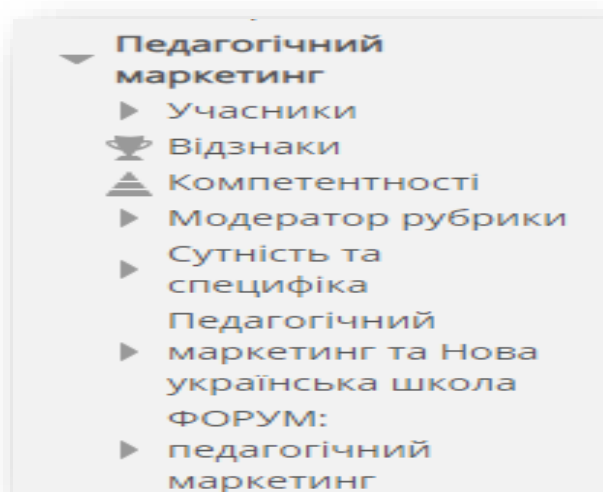 Педагогічний
маркетинг
Учасники
Відзнаки
Компетентності
Модератор рубрики
Сутність та
специфіка
Педагогічний
маркетинг та Нова
українська школа
ФОРУМ:
педагогічний
маркетинг